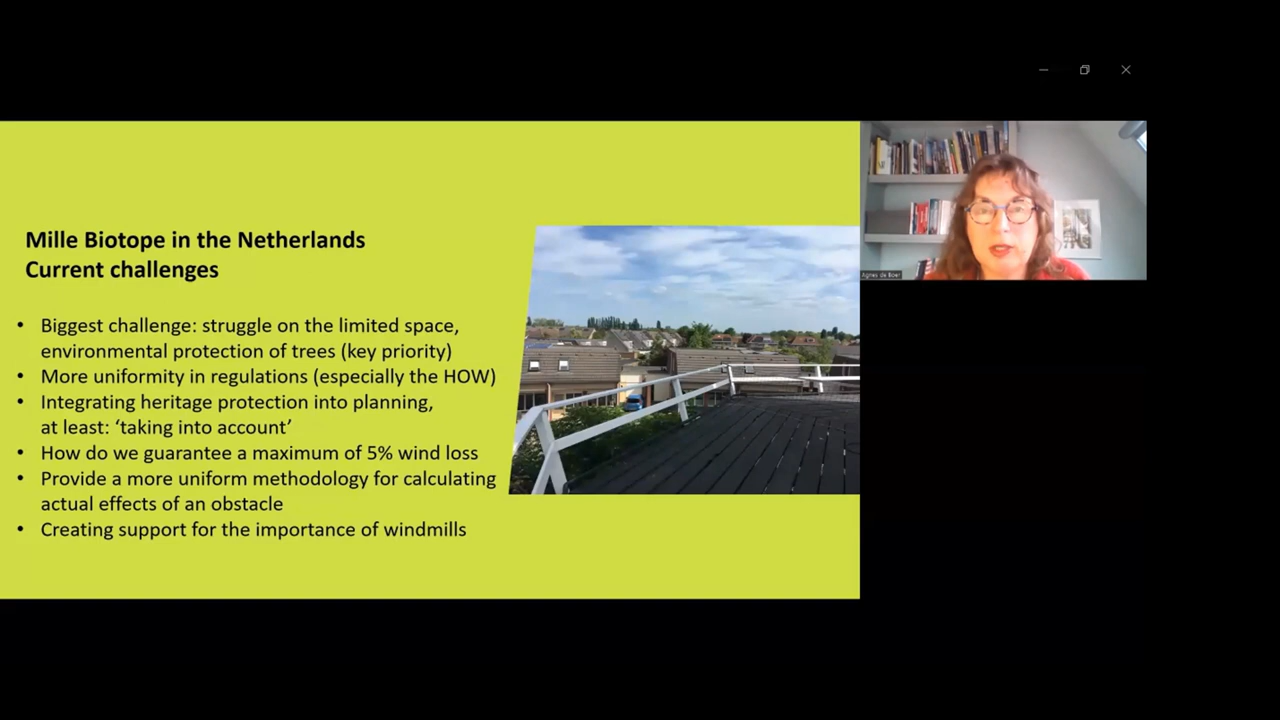 Mille Biotope in the Netherlands
Current challenges
• Biggest challenge: struggle on the limited space,
environmental protection of trees (key priority)
• More uniformity in regulations (especially the HOW)
• Integrating heritage protection into planning,
at least: ‘taking into account’
• How do we guarantee a maximum of 5% wind loss
• Provide a more uniform methodology for calculating
actual effects of an obstacle
• Creating support for the importance of windmills
Agnes de Boer